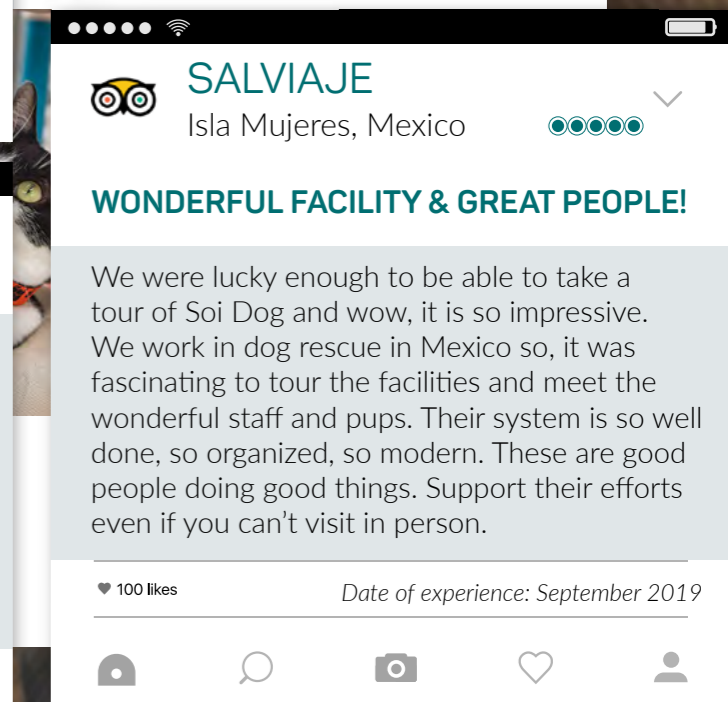 SALVIAJE
Isla Mujeres, Mexico
WONDERFUL FACILITY & GREAT PEOPLE!
We were lucky enough to be able to take a
tour of Soi Dog and wow, it is so impressive.
We work in dog rescue in Mexico so, it was
fascinating to tour the facilities and meet the
wonderful staff and pups. Their system is so well
done, so organized, so modern. These are good
people doing good things. Support their efforts
even if you can't visit in person.
100 likes
Date of experience: September 2019